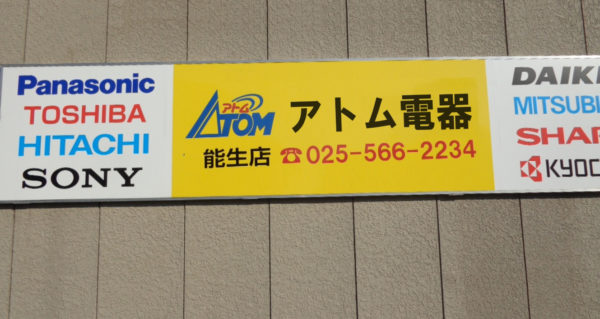 Panasonic
TOSHIBA
HITACHI
SONY
アトム
ATOM
アトム電器
能生店 ☎025-566-2234
DAIK
MITSUBI
SHAR
KYOC